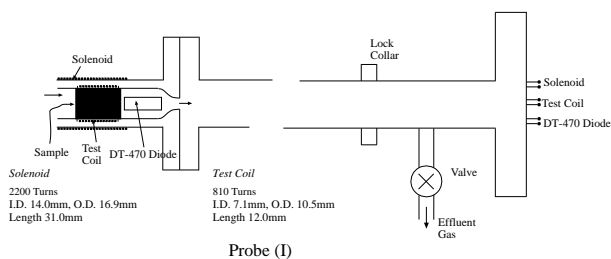 Solenoid
Lock
Collar
Solenoid
Test Coil
DT-470 Diode
Sample
Test
Coil
DT-470 Diode
Valve
Effluent
Gas
Solenoid
2200 Turns
I.D. 14.0mm, O.D. 16.9mm
Length 31.0mm
Test Coil
810 Turns
I.D. 7.1mm, O.D. 10.5mm
Length 12.0mm
Probe (I)